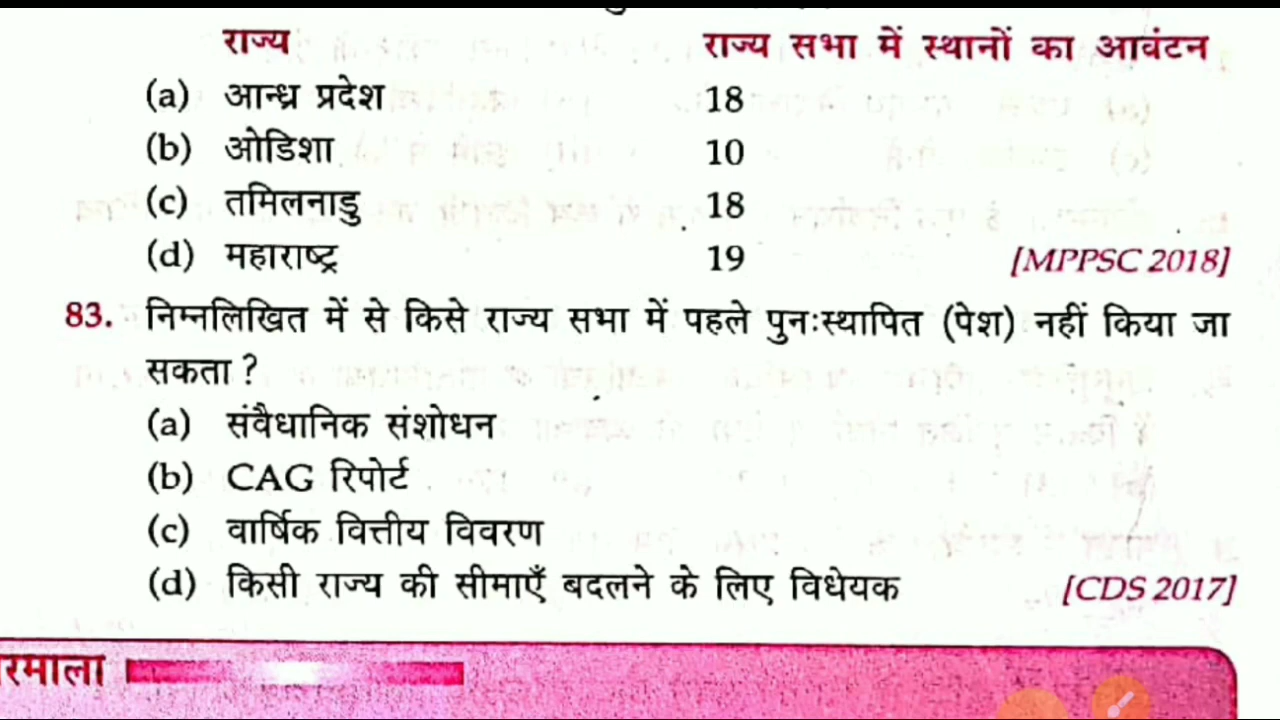 राज्य राज्य सभा में स्थानों का आवंटन
(a) आन्ध्र प्रदेश 18
(b) ओडिशा 10
(c) तमिलनाडु 18
(d) महाराष्ट्र 19 [MPPSC 2018]
83. निम्नलिखित में से किसे राज्य सभा में पहले पुनःस्थापित (पेश) नहीं किया जा
सकता ?
(a) संवैधानिक संशोधन
(b) CAG रिपोर्ट
(c) वार्षिक वित्तीय विवरण
(d) किसी राज्य की सीमाएँ बदलने के लिए विधेयक [CDS 2017]
रमाला